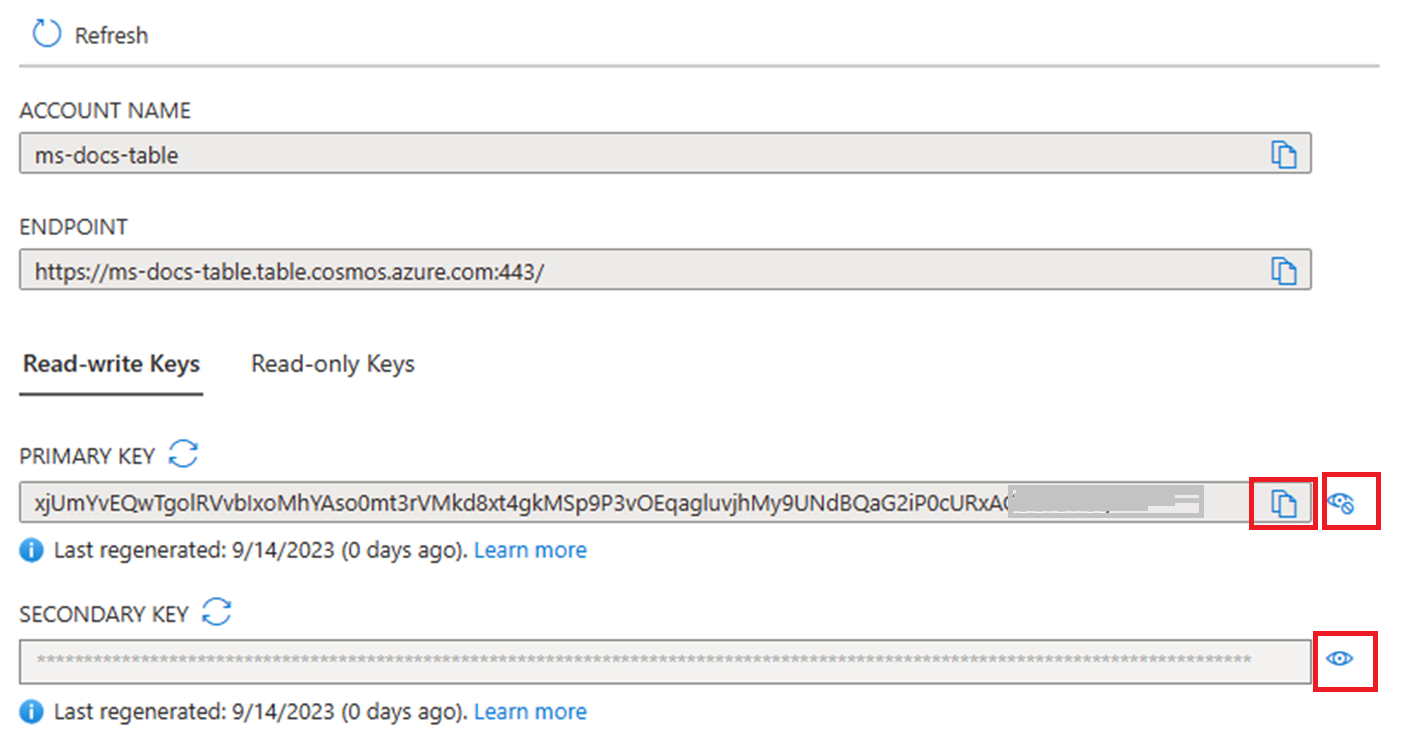 Refresh
ACCOUNT NAME
ms-docs-table
ENDPOINT
https://ms-docs-table.table.cosmos.azure.com:443/
Read-write Keys Read-only Keys
PRIMARY KEY
Last regenerated: 9/14/2023 (0 days ago). Learn more
SECONDARY KEY
**********************************************************************************************************************************
Last regenerated: 9/14/2023 (0 days ago). Learn more